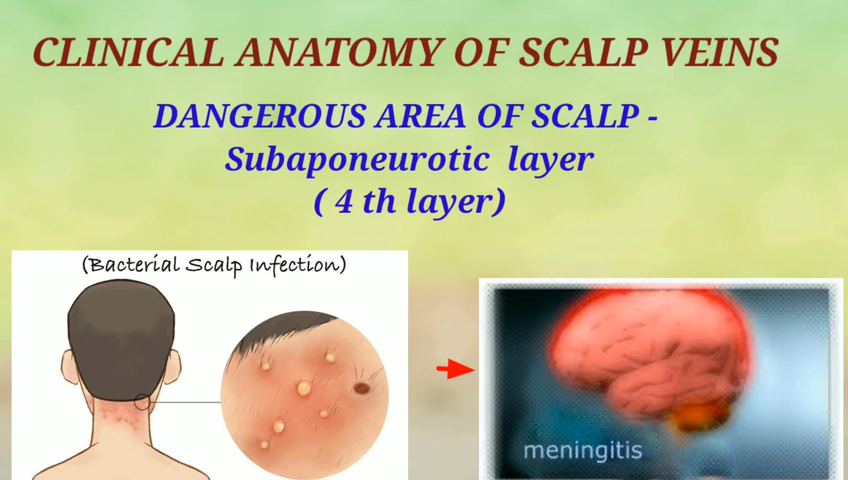 CLINICAL ANATOMY OF SCALP VEINS
DANGEROUS AREA OF SCALP -
Subaponeurotic layer
( 4 th layer)
(Bacterial Scalp Infection)
meningitis